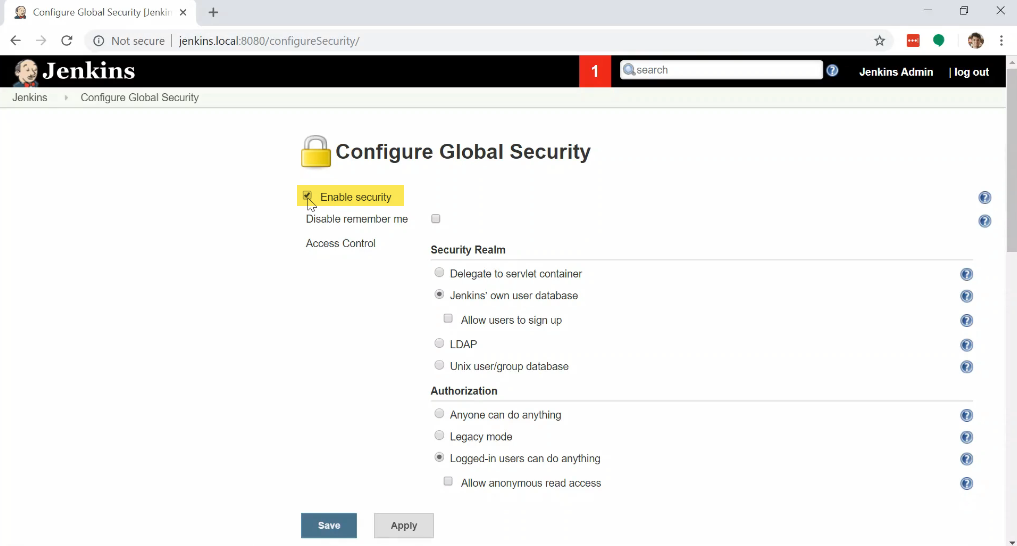 Configure Global Security [Jenkin
Not secure | jenkins.local:8080/configureSecurity/
Jenkins
1
search
Jenkins Admin
| log out
Jenkins
Configure Global Security
Configure Global Security
Enable security
Disable remember me
Access Control
Security Realm
Delegate to servlet container
Jenkins' own user database
Allow users to sign up
LDAP
Unix user/group database
Authorization
Anyone can do anything
Legacy mode
Logged-in users can do anything
Allow anonymous read access
Save
Apply